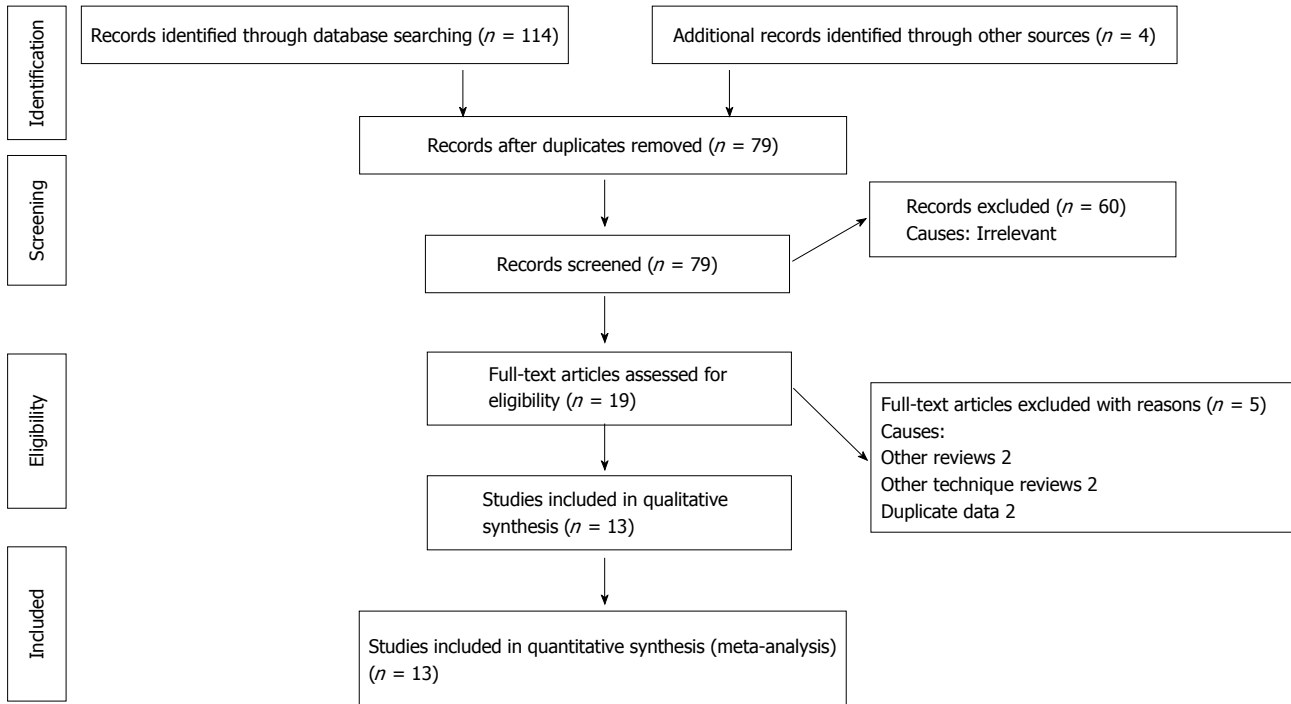 Identification
Records identified through database searching (n = 114)
Additional records identified through other sources (n = 4)
Records after duplicates removed (n = 79)
Screening
Records screened (n = 79)
Records excluded (n = 60)
Causes: Irrelevant
Eligibility
Full-text articles assessed for
eligibility (n = 19)
Full-text articles excluded with reasons (n = 5)
Causes:
Other reviews 2
Other technique reviews 2
Duplicate data 2
Studies included in qualitative
synthesis (n = 13)
Included
Studies included in quantitative synthesis (meta-analysis)
(n = 13)